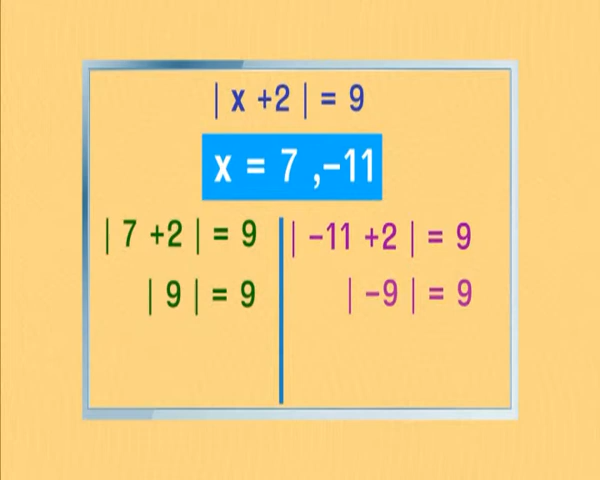 | x +2 | = 9
x = 7 ,−11
| 7 +2 | = 9
| 9 | = 9
| −11 +2 | = 9
| −9 | = 9